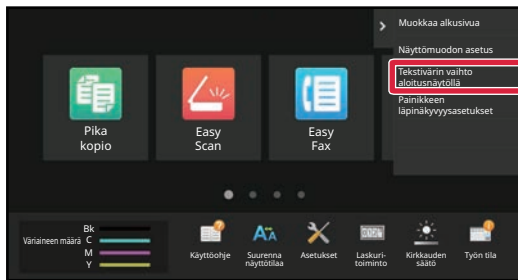 Muokkaa alkusivua
Näyttömuodon asetus
Tekstivärin vaihto
aloitusnäytöllä
Painikkeen
läpinäkyvyysasetukset
Pika
kopio
Easy
Scan
Easy
Fax
Väriaineen määrä
Bk
C
M
Y
Käyttöohje
Suurenna
näyttötilaa
Asetukset
Laskuri-
toiminto
Kirkkauden
säätö
Työn tila